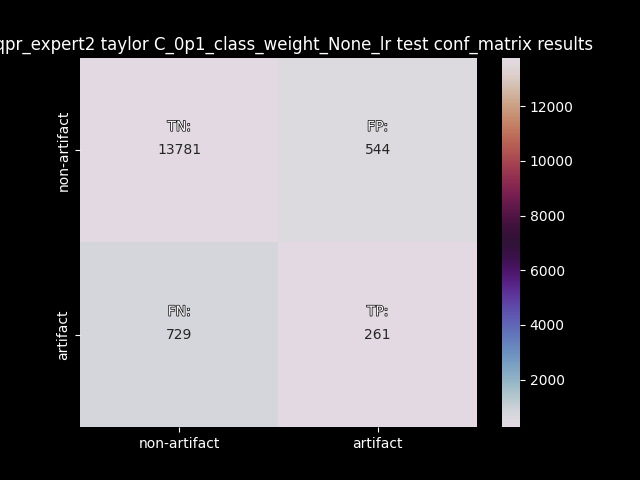 taylor C_0p1_class_weight_None_lr test conf_matrix results
TN:
FP:
13781
544
FN:
TP:
729
261
non-artifact
artifact
non-artifact
artifact
12000
10000
8000
6000
4000
2000